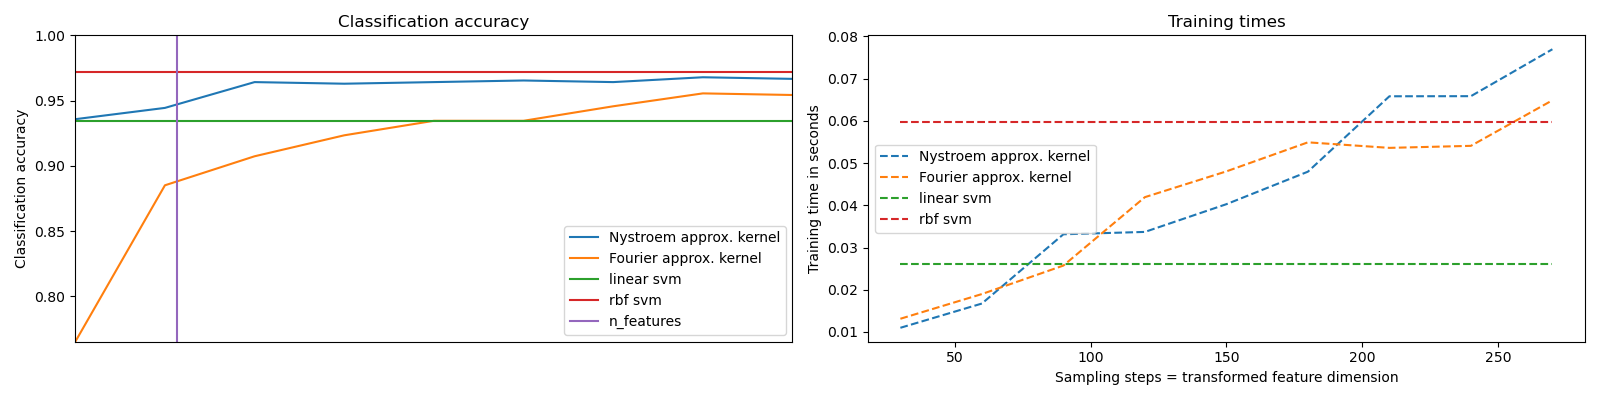 Classification accuracy
Classification accuracy
1.00
0.95
0.90
0.85
0.80
Nystroem approx. kernel
Fourier approx. kernel
linear svm
rbf svm
n_features
Training times
Training time in seconds
0.08
0.07
0.06
0.05
0.04
0.03
0.02
0.01
Nystroem approx. kernel
Fourier approx. kernel
linear svm
rbf svm
50 100 150 200 250
Sampling steps = transformed feature dimension